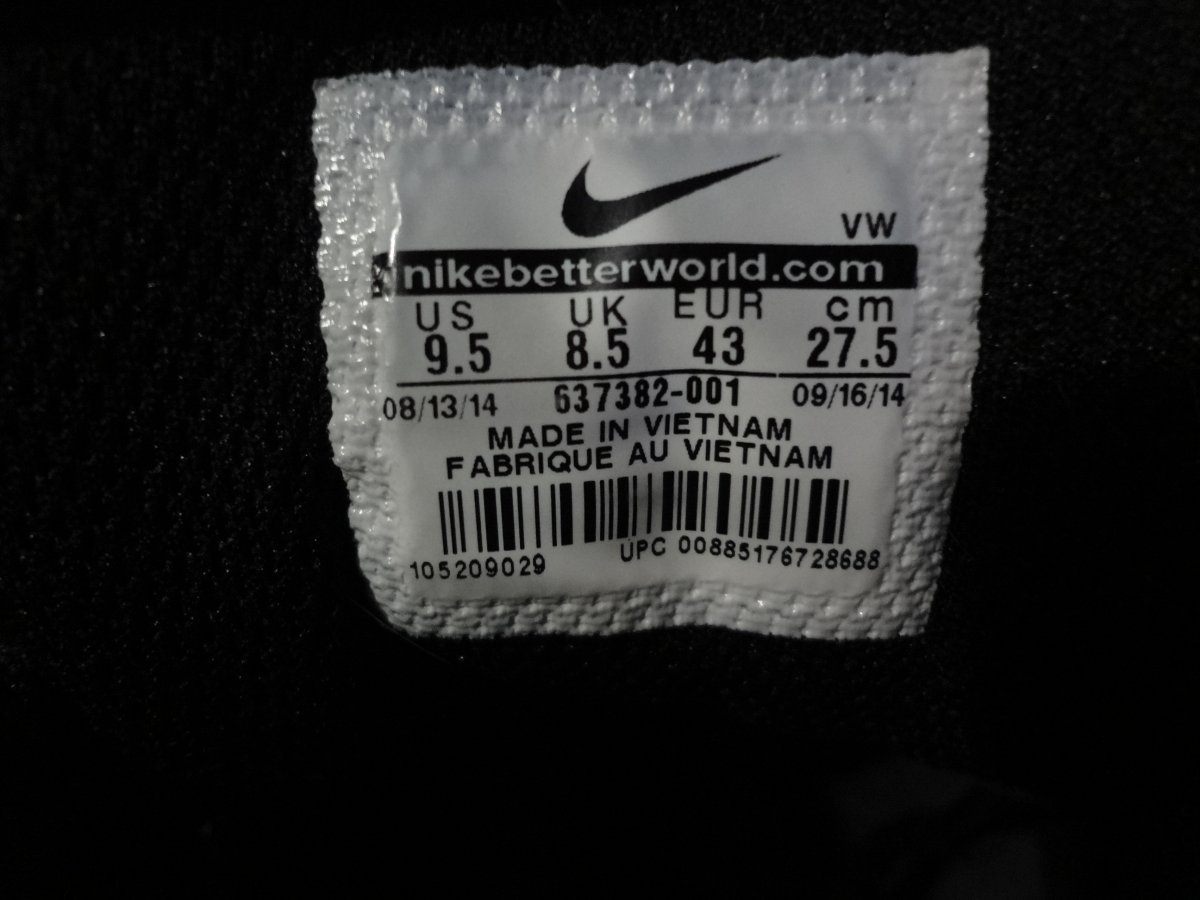 VW
nikebetterworld.com
US UK EUR cm
9.5 8.5 43 27.5
08/13/14 637382-001 09/16/14
MADE IN VIETNAM
FABRIQUE AU VIETNAM
105209029 UPC 00885176728688